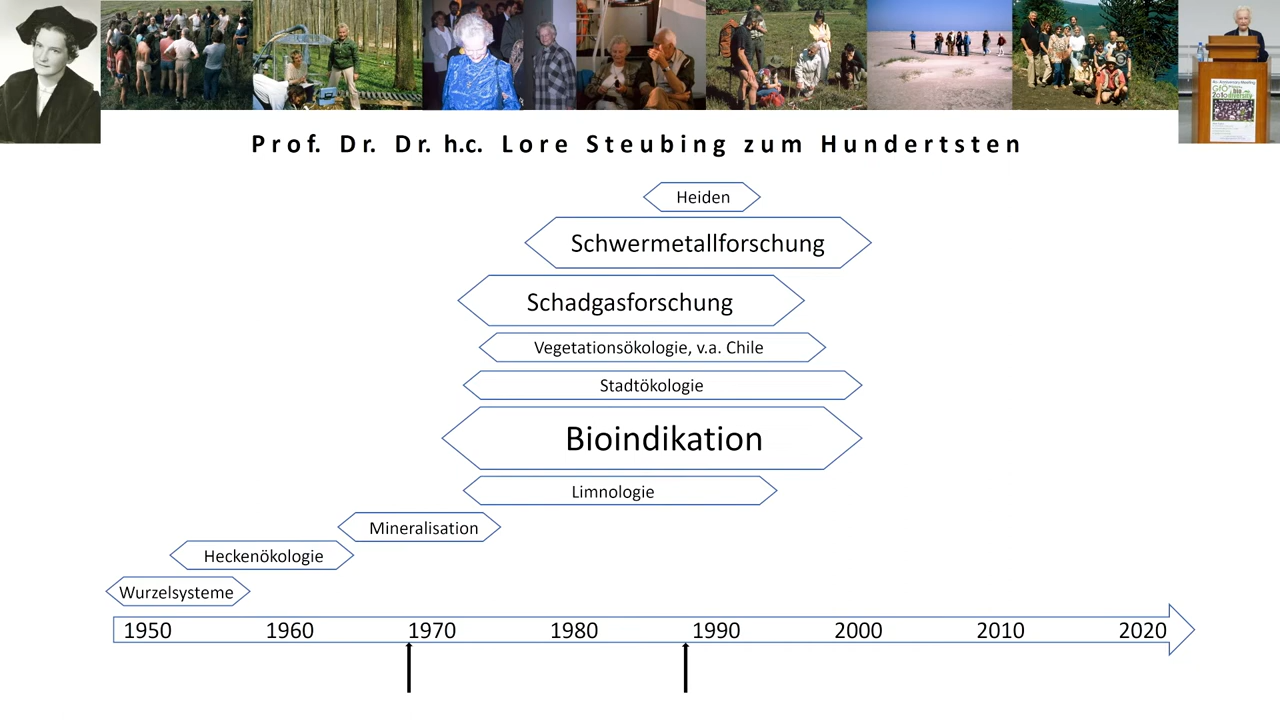 Prof. Dr. Dr. h.c. Lore Steubing zum Hundertsten
Heiden
Schwermetallforschung
Schadgasforschung
Vegetationsökologie, v.a. Chile
Stadtökologie
Bioindikation
Limnologie
Mineralisation
Heckenökologie
Wurzelsysteme
1950 1960 1970 1980 1990 2000 2010 2020